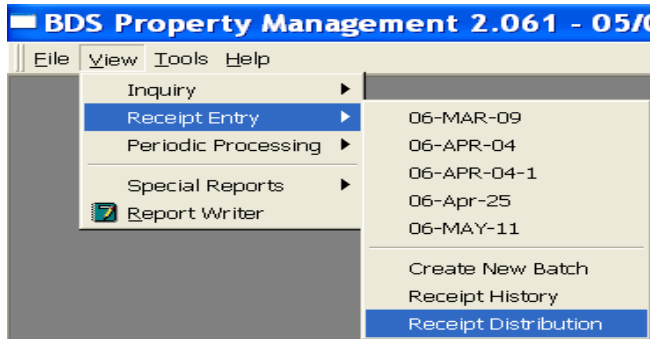 BDS Property Management 2.061 - 05/0
File View Tools Help
Inquiry
Receipt Entry
Periodic Processing
Special Reports
Report Writer
06-MAR-09
06-APR-04
06-APR-04-1
06-Apr-25
06-MAY-11
Create New Batch
Receipt History
Receipt Distribution